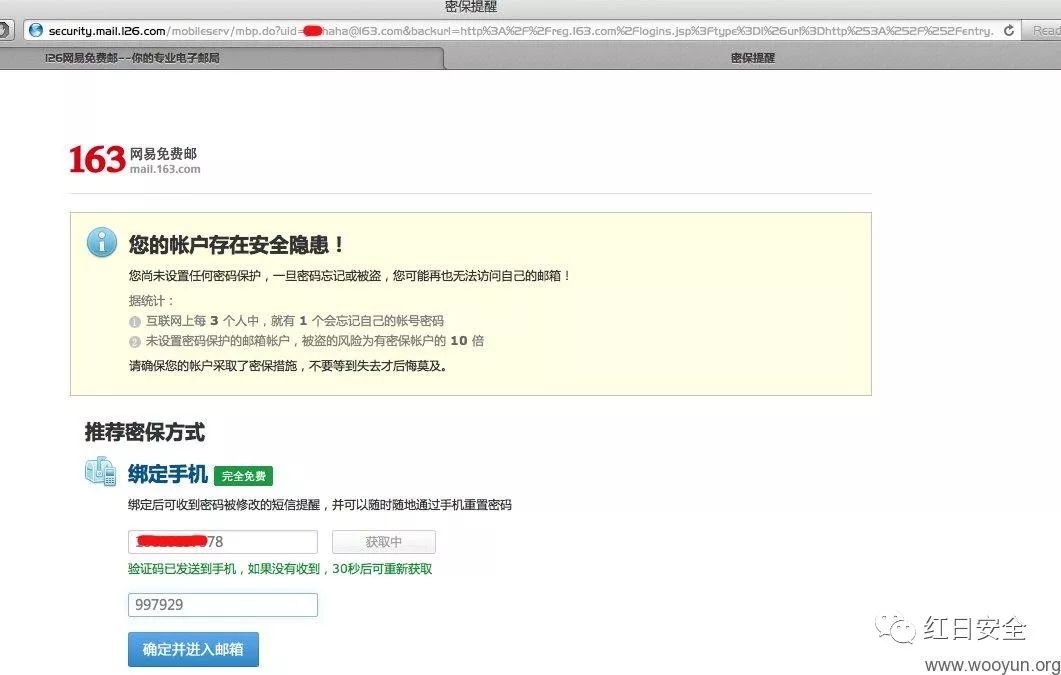 密保提醒
security.mail.126.com/mobileserv/mbp.do?uid= haha@163.com&backurl=http%3A%2F%2Freg.163.com%2Flogins.jsp%3Ftype%3D1%26url%3Dhttp%253A%252F%252Fentry.
Read
126网易免费邮--你的专业电子邮局
密保提醒
163 网易免费邮
mail.163.com
您的帐户存在安全隐患！
您尚未设置任何密码保护，一旦密码忘记或被盗，您可能再也无法访问自己的邮箱！
据统计：
1 互联网上每 3 个人中，就有 1 个会忘记自己的帐号密码
2 未设置密码保护的邮箱帐户，被盗的风险为有密保帐户的 10 倍
请确保您的帐户采取了密保措施，不要等到失去才后悔莫及。
推荐密保方式
绑定手机 完全免费
绑定后可收到密码被修改的短信提醒，并可以随时随地通过手机重置密码
78 获取中
验证码已发送到手机，如果没有收到，30秒后可重新获取
997929
确定并进入邮箱
红日安全
www.wooyun.org